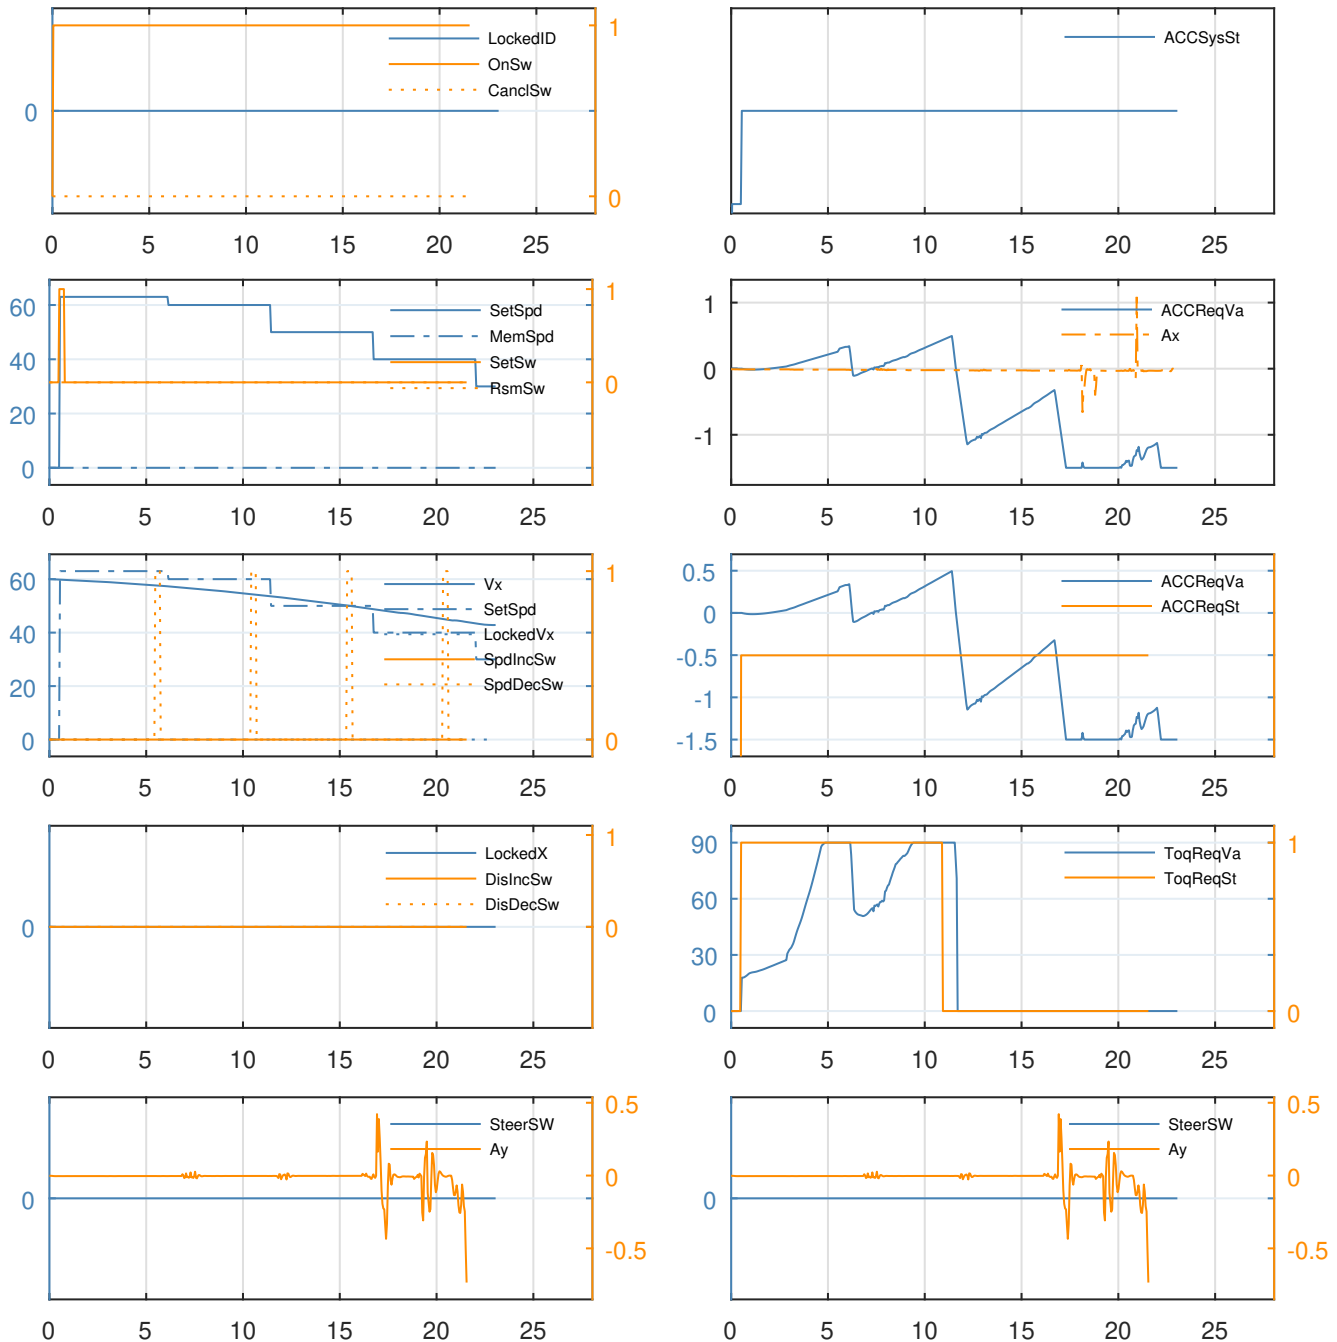 1
LockedID
OnSw
CanclSw
0
0
0 5 10 15 20 25
ACCSysSt
0 5 10 15 20 25
60
40
20
0
SetSpd
MemSpd
SetSw
RsmSw
1
0
0 5 10 15 20 25
1
0
-1
ACCReqVa
Ax
0 5 10 15 20 25
60
40
20
0
Vx
SetSpd
LockedVx
SpdIncSw
SpdDecSw
1
0
0 5 10 15 20 25
0.5
0
-0.5
-1
-1.5
ACCReqVa
ACCReqSt
0 5 10 15 20 25
0
LockedX
DisIncSw
DisDecSw
1
0
0 5 10 15 20 25
90
60
30
0
ToqReqVa
ToqReqSt
1
0
0 5 10 15 20 25
0
SteerSW
Ay
0.5
0
-0.5
0 5 10 15 20 25
0
SteerSW
Ay
0.5
0
-0.5
0 5 10 15 20 25